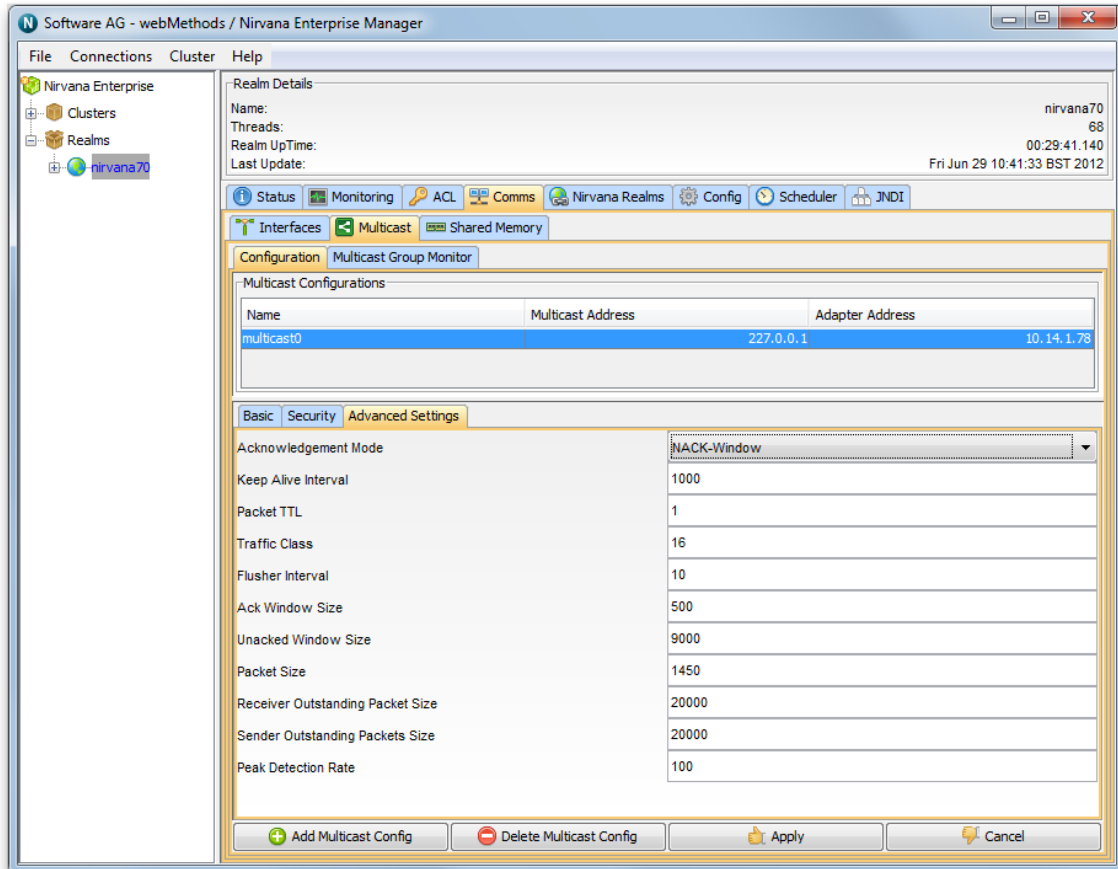 N Software AG - webMethods / Nirvana Enterprise Manager
File Connections Cluster Help
Nirvana Enterprise
Clusters
Realms
nirvana70
Realm Details
Name: nirvana70
Threads: 68
Realm UpTime: 00:29:41.140
Last Update: Fri Jun 29 10:41:33 BST 2012
Status Monitoring ACL Comms Nirvana Realms Config Scheduler JNDI
Interfaces Multicast Shared Memory
Configuration Multicast Group Monitor
Multicast Configurations
Name Multicast Address Adapter Address
multicast0 227.0.0.1 10.14.1.78
Basic Security Advanced Settings
Acknowledgement Mode NACK-Window
Keep Alive Interval 1000
Packet TTL 1
Traffic Class 16
Flusher Interval 10
Ack Window Size 500
Unacked Window Size 9000
Packet Size 1450
Receiver Outstanding Packet Size 20000
Sender Outstanding Packets Size 20000
Peak Detection Rate 100
Add Multicast Config Delete Multicast Config Apply Cancel